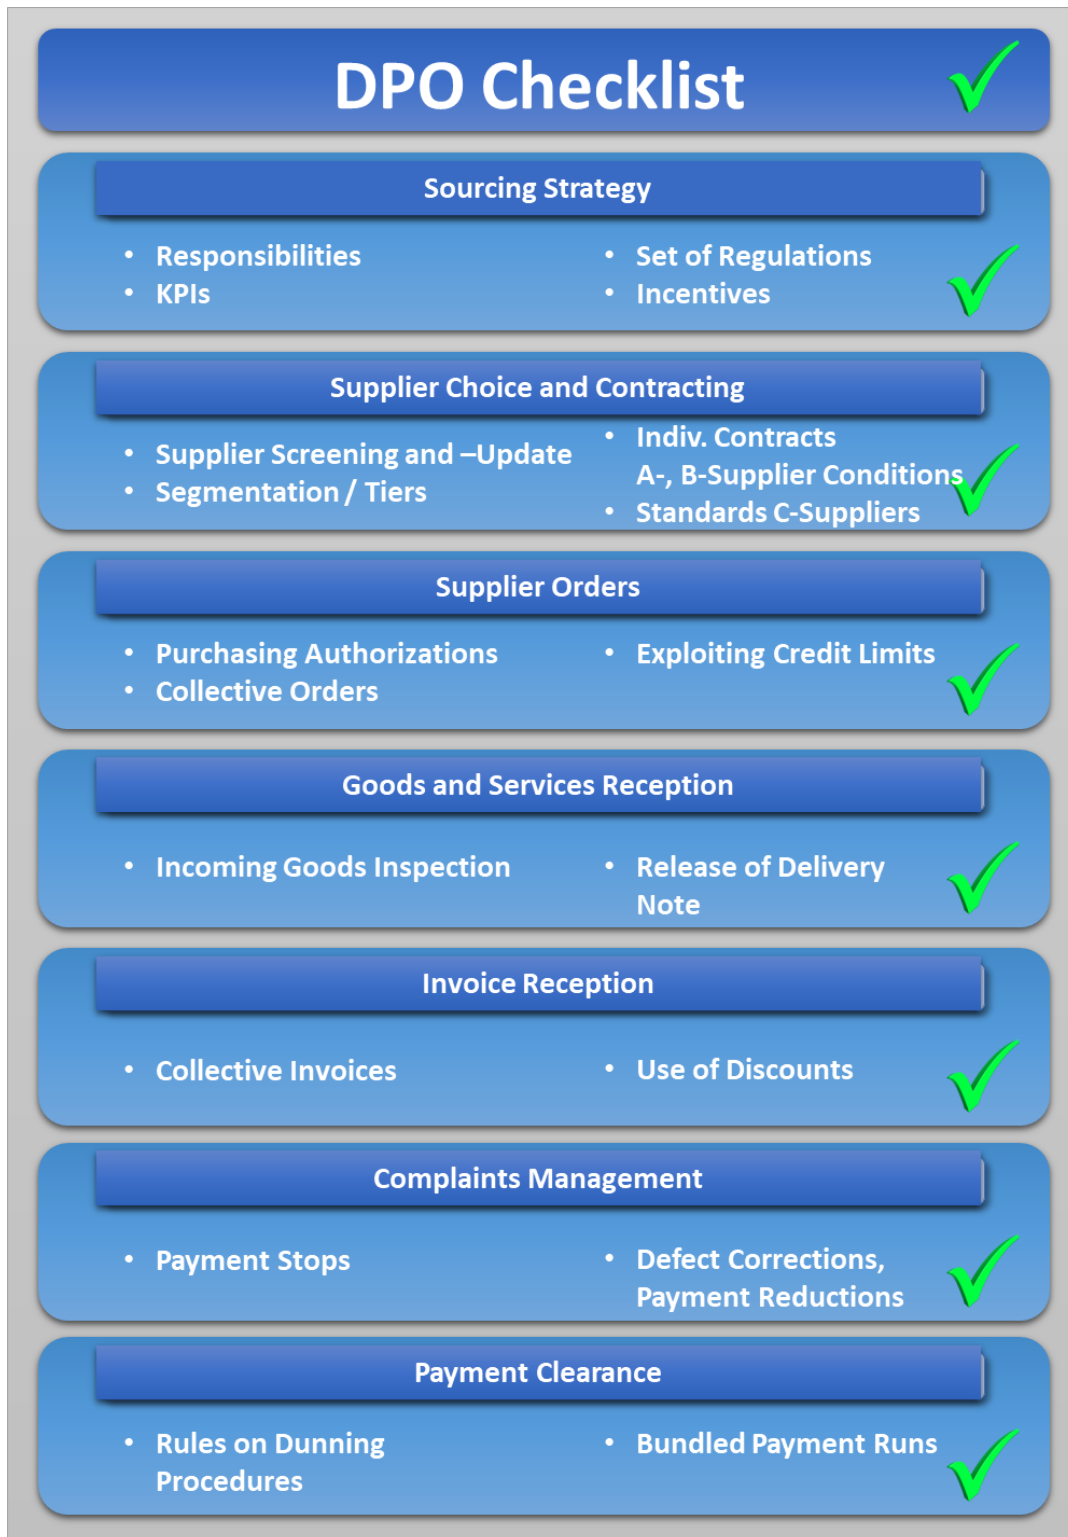 DPO Checklist
Sourcing Strategy
• Responsibilities
• KPIs
• Set of Regulations
• Incentives
Supplier Choice and Contracting
• Supplier Screening and –Update
• Segmentation / Tiers
• Indiv. Contracts
A-, B-Supplier Conditions
• Standards C-Suppliers
Supplier Orders
• Purchasing Authorizations
• Collective Orders
• Exploiting Credit Limits
Goods and Services Reception
• Incoming Goods Inspection
• Release of Delivery
Note
Invoice Reception
• Collective Invoices
• Use of Discounts
Complaints Management
• Payment Stops
• Defect Corrections,
Payment Reductions
Payment Clearance
• Rules on Dunning
Procedures
• Bundled Payment Runs